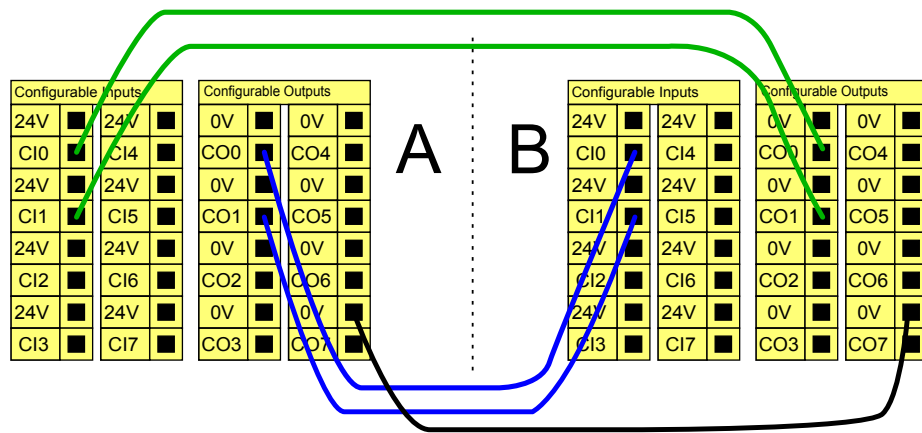 Configurable Inputs Configurable Outputs A B Configurable Inputs Configurable Outputs
24V 24V 0V 0V 24V 24V 0V 0V
CI0 CI4 CO0 CO4 CI0 CI4 CO0 CO4
24V 24V 0V 0V 24V 24V 0V 0V
CI1 CI5 CO1 CO5 CI1 CI5 CO1 CO5
24V 24V 0V 0V 24V 24V 0V 0V
CI2 CI6 CO2 CO6 CI2 CI6 CO2 CO6
24V 24V 0V 0V 24V 24V 0V 0V
CI3 CI7 CO3 CO7 CI3 CI7 CO3 CO7